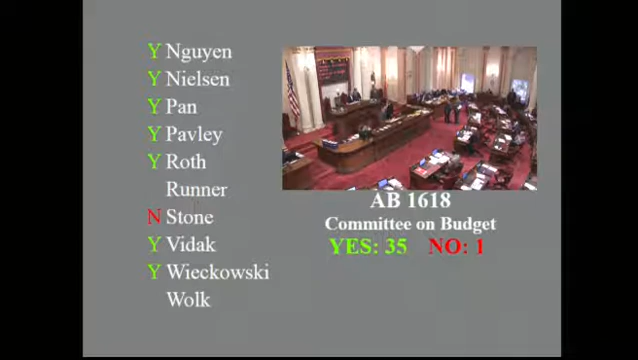 Y Nguyen
Y Nielsen
Y Pan
Y Pavley
Y Roth
Runner
N Stone
Y Vidak
Y Wieckowski
Wolk
AB 1618
Committee on Budget
YES: 35 NO: 1